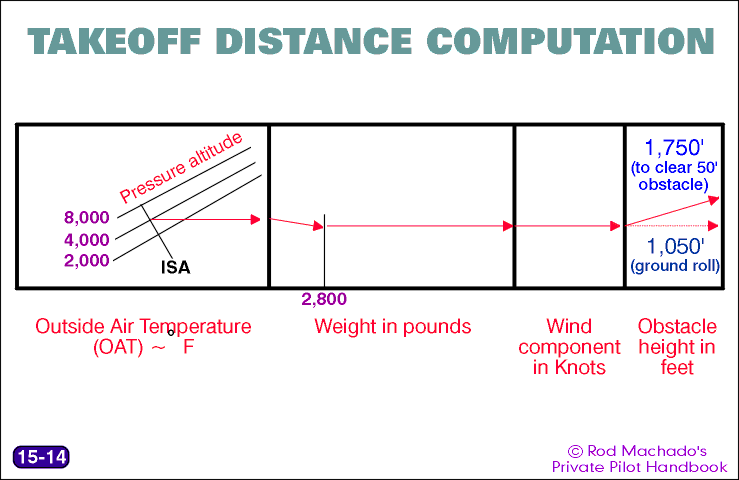 TAKEOFF DISTANCE COMPUTATION
Pressure altitude
8,000
4,000
2,000
ISA
2,800
1,750'
(to clear 50'
obstacle)
1,050'
(ground roll)
Outside Air Temperature
(OAT) ~ ° F
Weight in pounds
Wind
component
in Knots
Obstacle
height in
feet
15-14
© Rod Machado's
Private Pilot Handbook